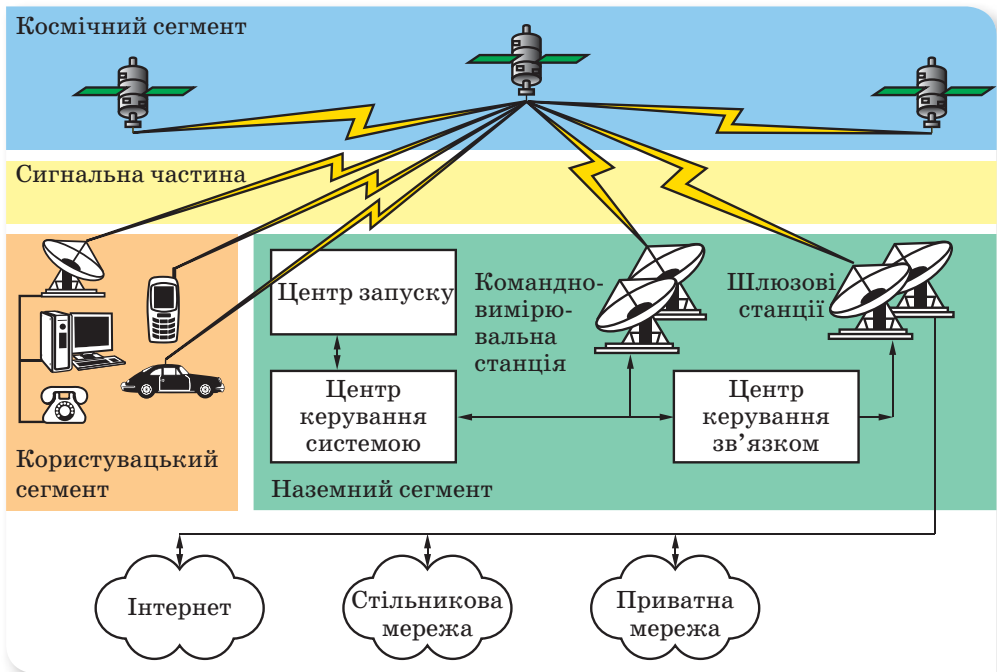 Космічний сегмент
Сигнальна частина
Центр запуску
Командно-
вимірю-
вальна
станція
Шлюзові
станції
Центр
керування
системою
Центр
керування
зв’язком
Користувацький
сегмент
Наземний сегмент
Інтернет
Стільникова
мережа
Приватна
мережа